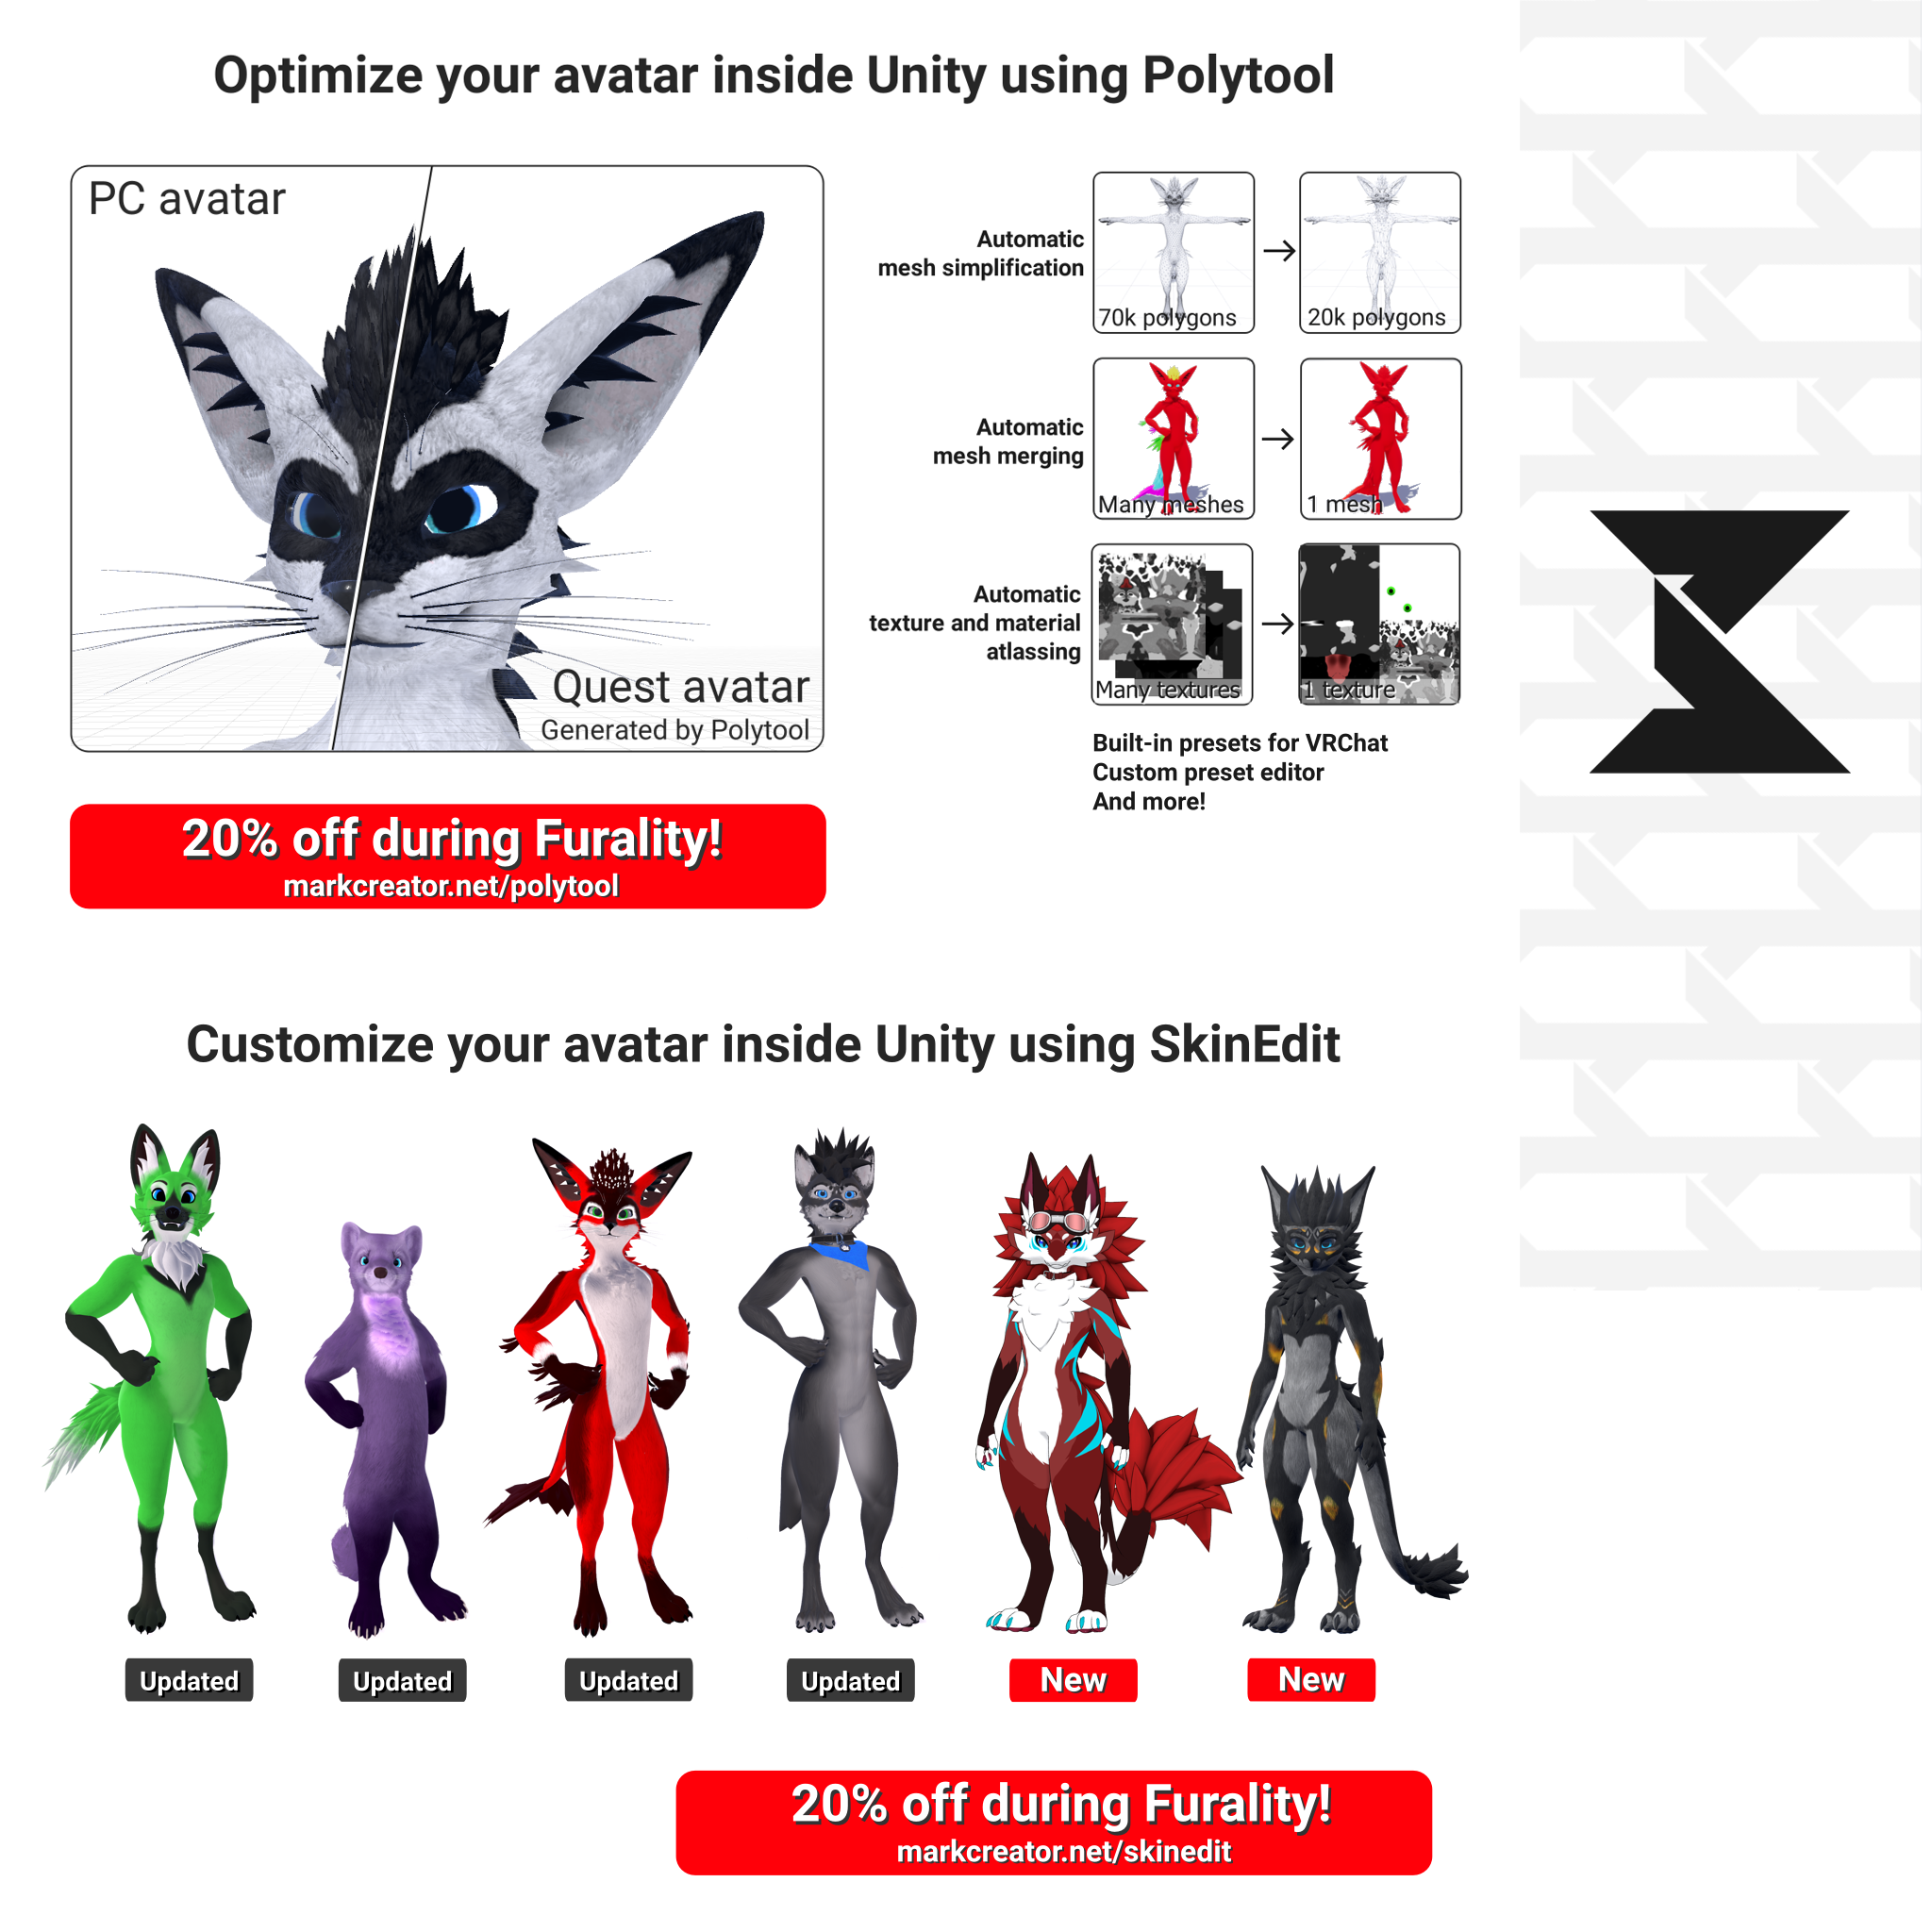 Optimize your avatar inside Unity using Polytool
PC avatar
Quest avatar
Generated by Polytool
Automatic
mesh simplification
70k polygons
20k polygons
Automatic
mesh merging
Many meshes
1 mesh
Automatic
texture and material
atlassing
Many textures
1 texture
Built-in presets for VRChat
Custom preset editor
And more!
20% off during Furality!
markcreator.net/polytool
Customize your avatar inside Unity using SkinEdit
Updated
Updated
Updated
Updated
New
New
20% off during Furality!
markcreator.net/skinedit